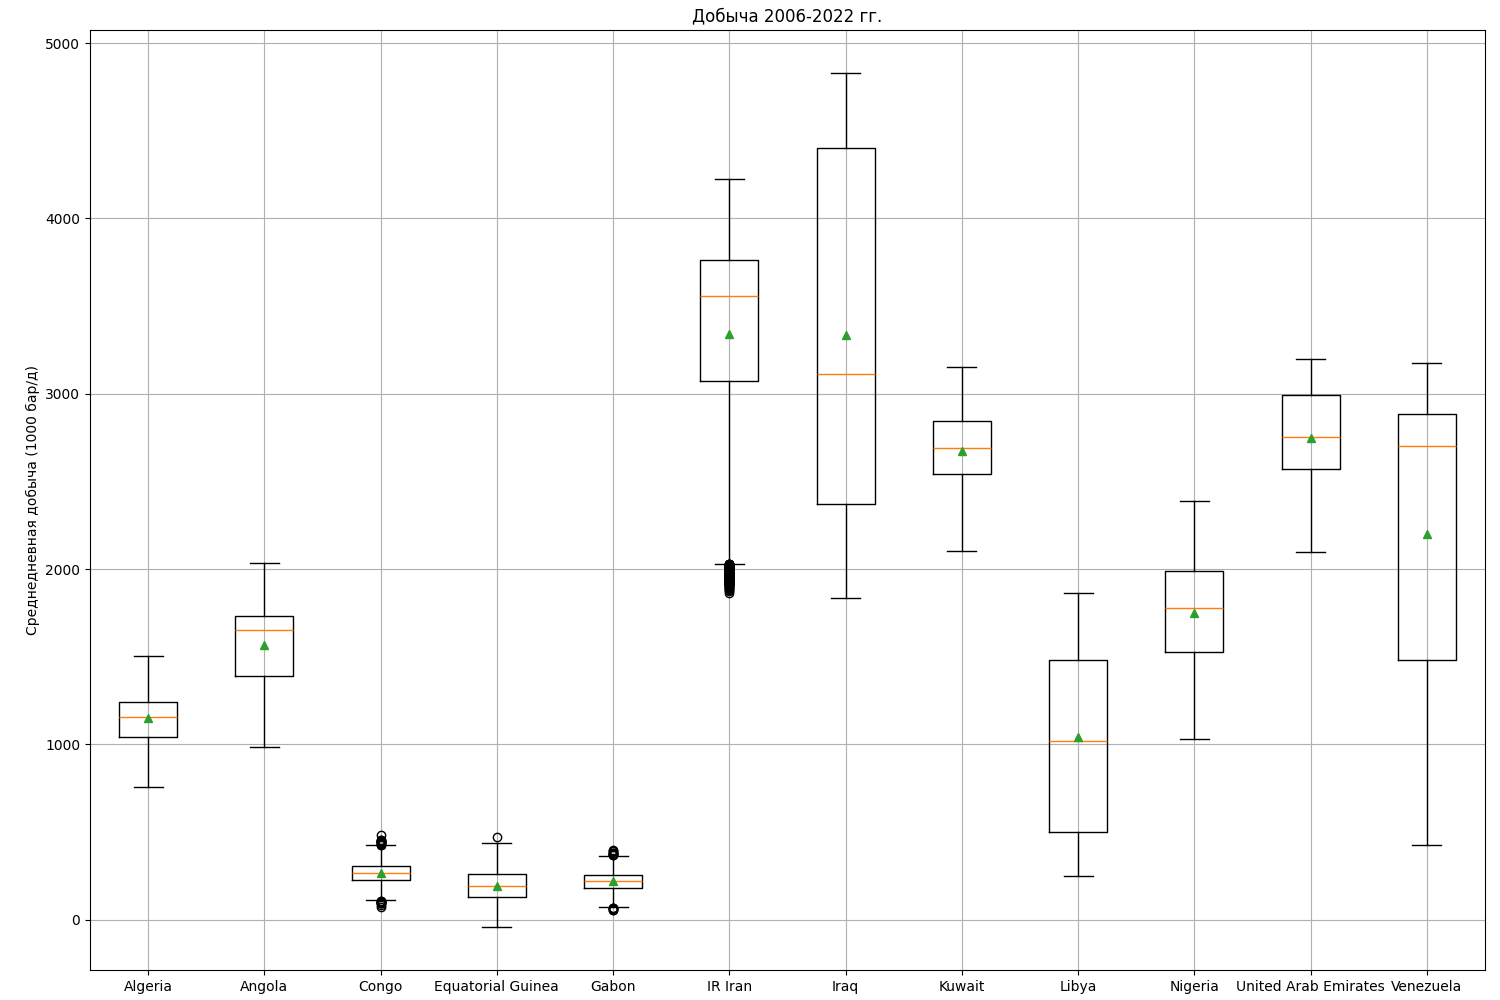 Добыча 2006-2022 гг.
Среднедневная добыча (1000 бар/д)
5000
4000
3000
2000
1000
0
Algeria
Angola
Congo
Equatorial Guinea
Gabon
IR Iran
Iraq
Kuwait
Libya
Nigeria
United Arab Emirates
Venezuela